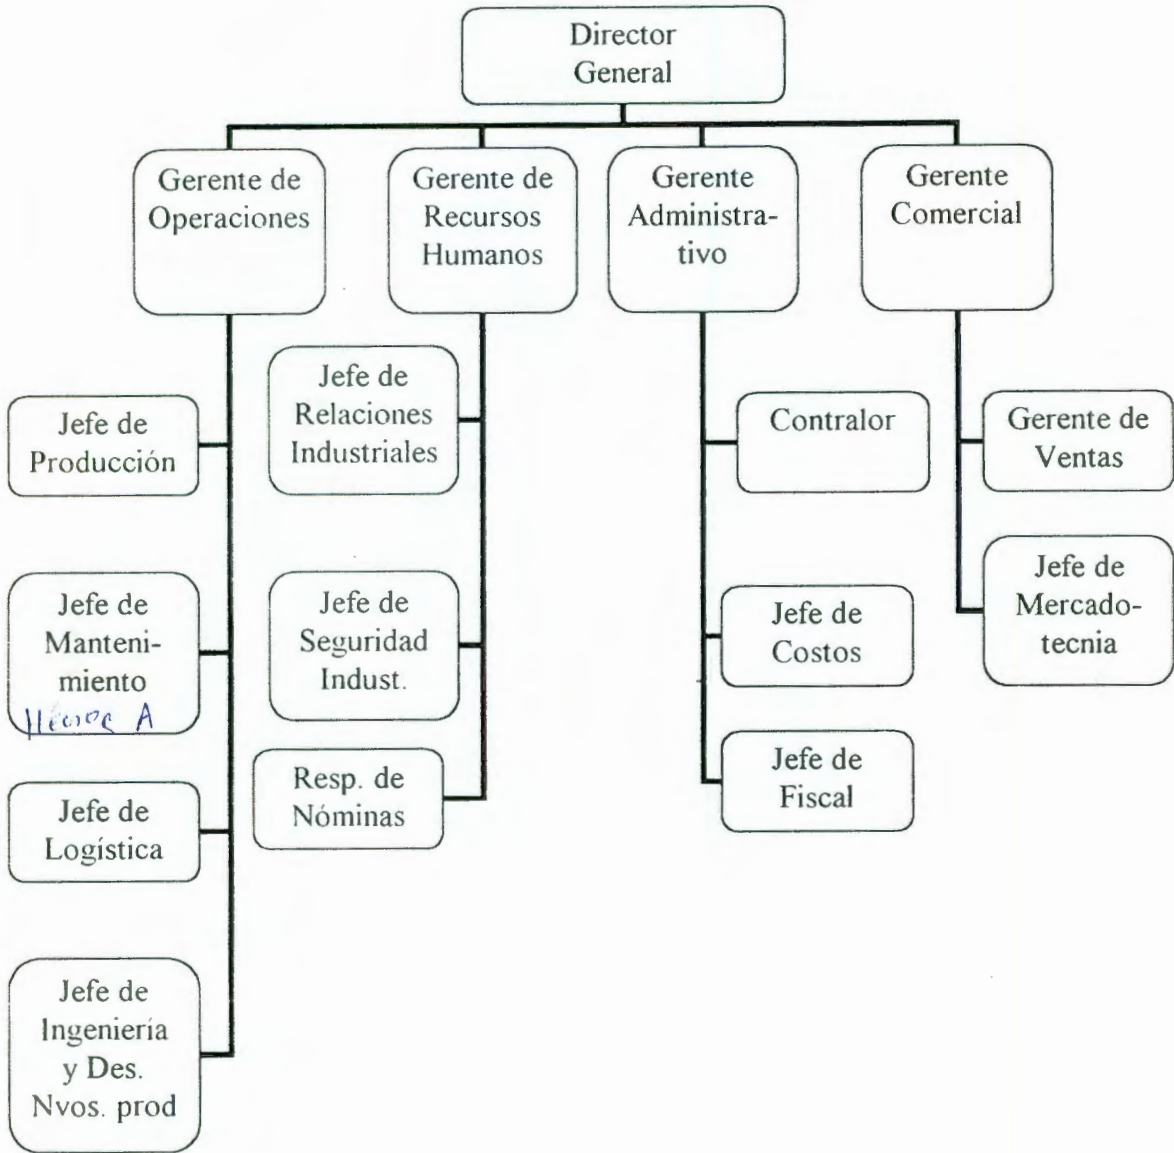 Director
General
Gerente de
Operaciones
Gerente de
Recursos
Humanos
Gerente
Administra-
tivo
Gerente
Comercial
Jefe de
Producción
Jefe de
Manteni-
miento
A
Jefe de
Logística
Jefe de
Ingeniería
y Des.
Nvos. prod
Jefe de
Relaciones
Industriales
Jefe de
Seguridad
Indust.
Resp. de
Nóminas
Contralor
Jefe de
Costos
Jefe de
Fiscal
Gerente de
Ventas
Jefe de
Mercado-
tecnia